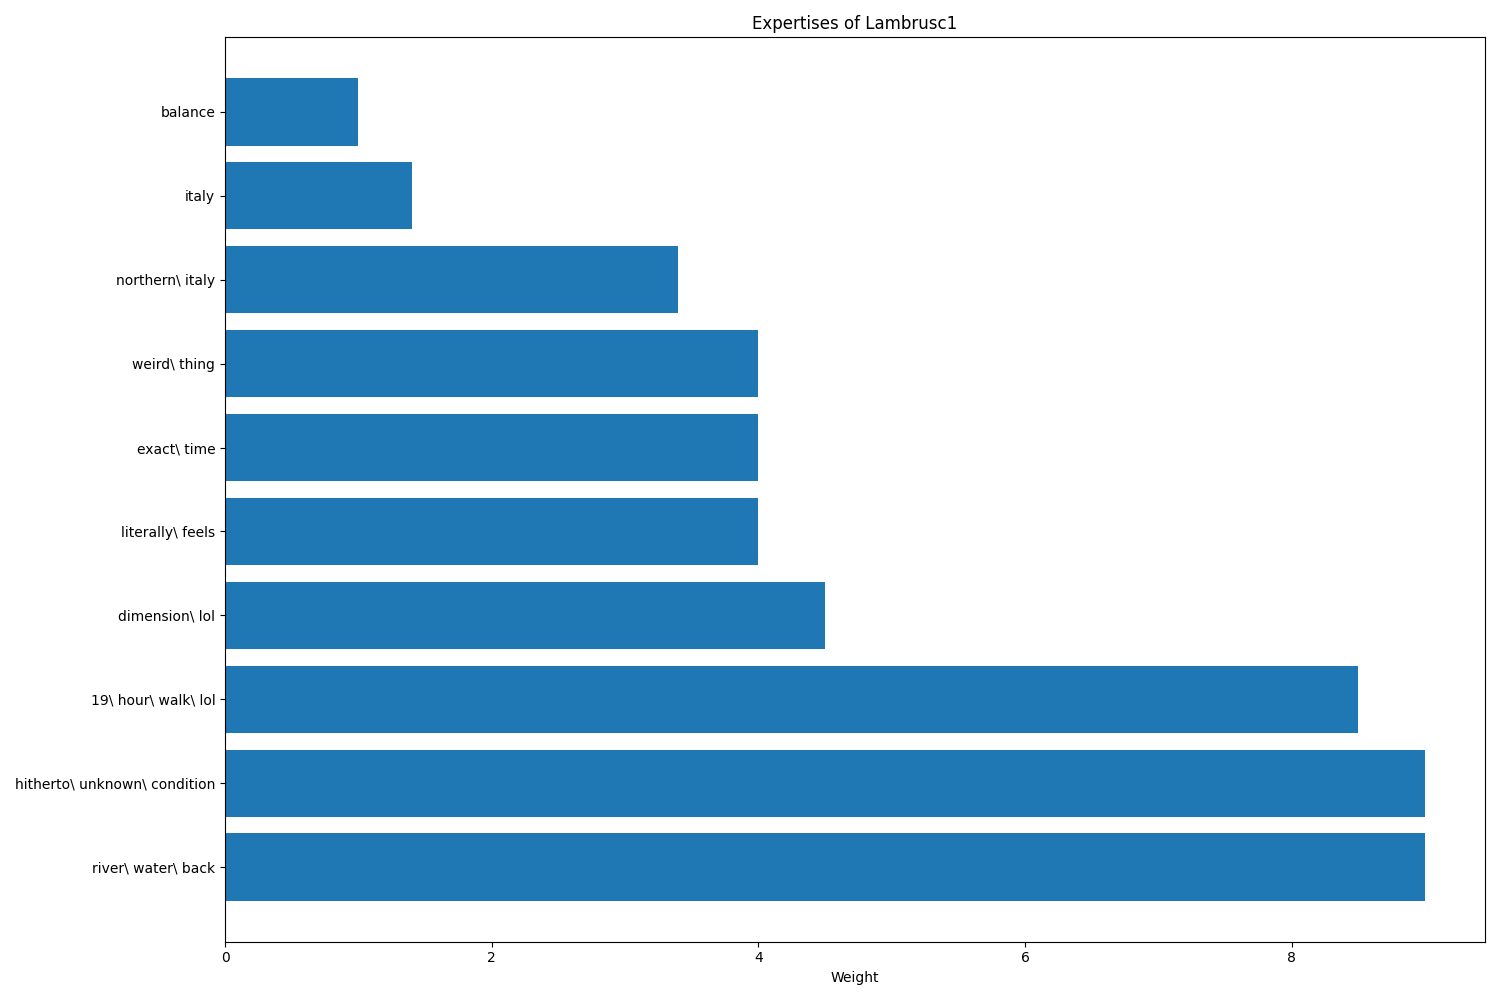 Expertises of Lambrusc1
balance
italy
northern\ italy
weird\ thing
exact\ time
literally\ feels
dimension\ lol
19\ hour\ walk\ lol
hitherto\ unknown\ condition
river\ water\ back
0 2 4 6 8
Weight